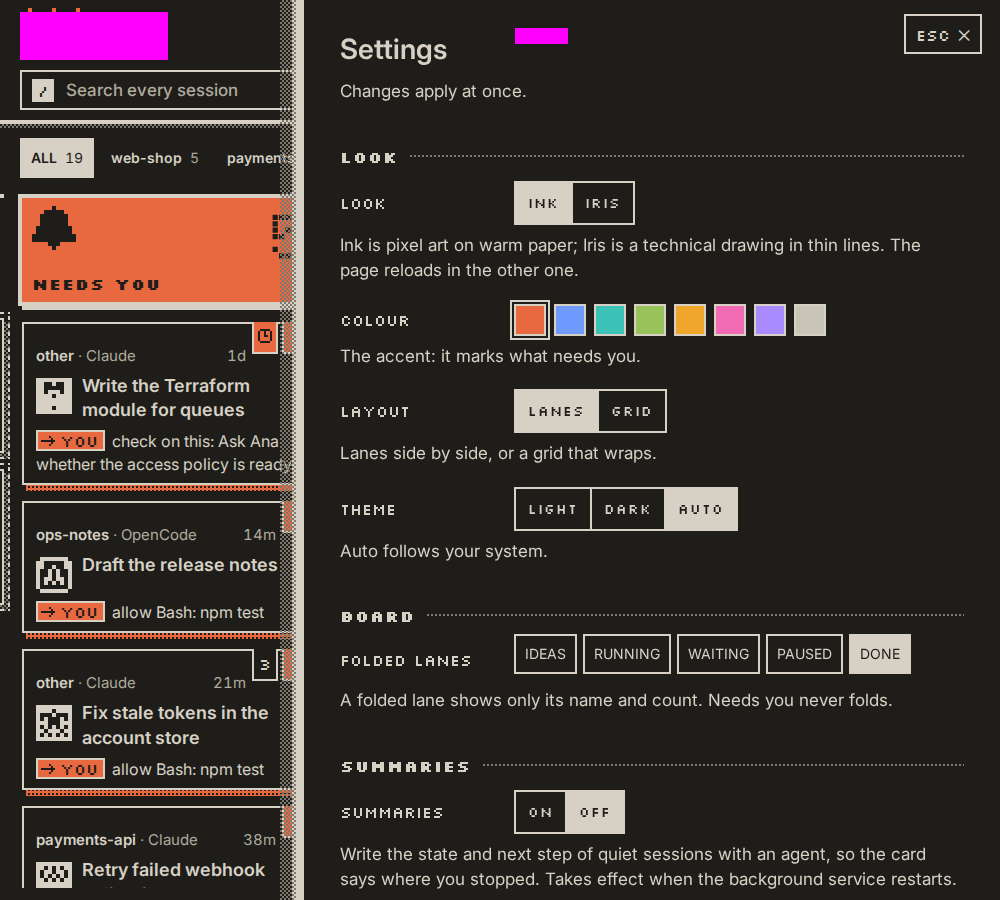 / Search every session
ALL 19 web-shop 5 payments
NEEDS YOU
other · Claude 1d
Write the Terraform
module for queues
→ YOU check on this: Ask Ana
whether the access policy is ready
ops-notes · OpenCode 14m
Draft the release notes
→ YOU allow Bash: npm test
3
other · Claude 21m
Fix stale tokens in the
account store
→ YOU allow Bash: npm test
payments-api · Claude 38m
Retry failed webhook
Settings
ESC ×
Changes apply at once.
LOOK
LOOK INK IRIS
Ink is pixel art on warm paper; Iris is a technical drawing in thin lines. The
page reloads in the other one.
COLOUR
The accent: it marks what needs you.
LAYOUT LANES GRID
Lanes side by side, or a grid that wraps.
THEME LIGHT DARK AUTO
Auto follows your system.
BOARD
FOLDED LANES IDEAS RUNNING WAITING PAUSED DONE
A folded lane shows only its name and count. Needs you never folds.
SUMMARIES
SUMMARIES ON OFF
Write the state and next step of quiet sessions with an agent, so the card
says where you stopped. Takes effect when the background service restarts.